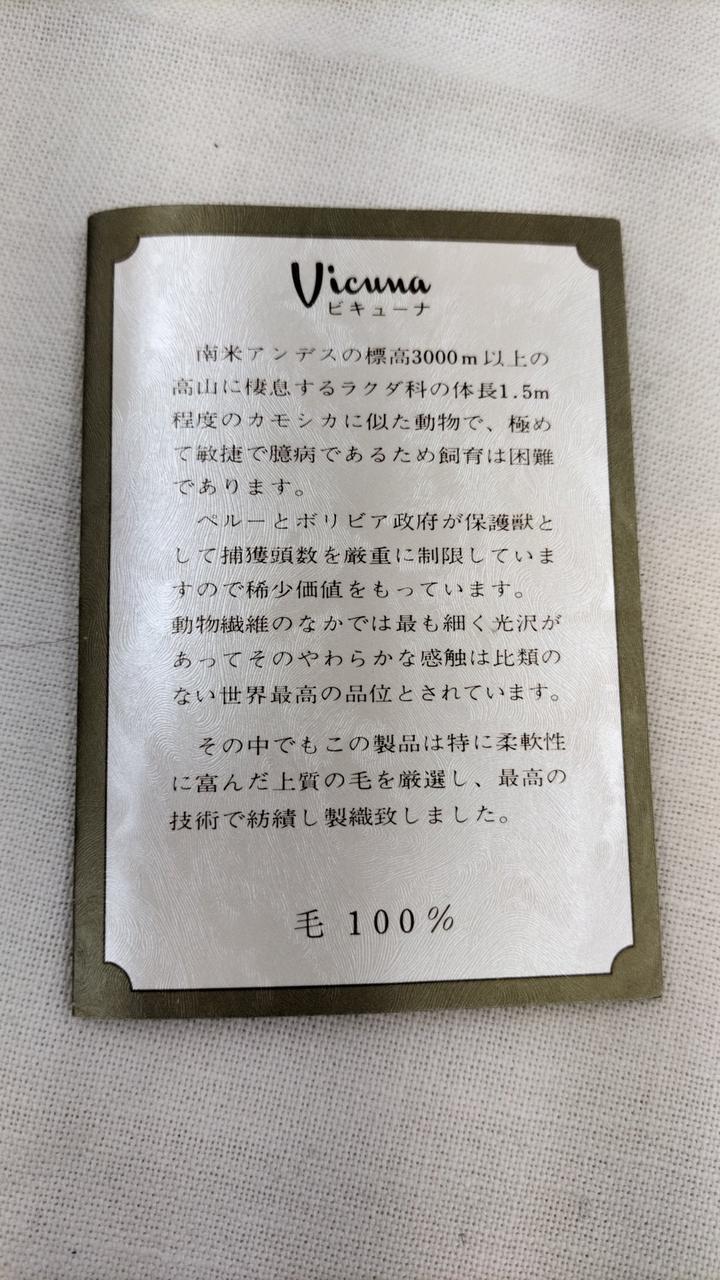 Vicuna
ビキューナ
南米アンデスの標高3000m以上の
高山に棲息するラクダ科の体長1.5m
程度のカモシカに似た動物で、極め
て敏捷で臆病であるため飼育は困難
であります。
ペルーとボリビア政府が保護獣と
して捕獲頭数を厳重に制限していま
すので稀少価値をもっています。
動物繊維のなかでは最も細く光沢が
あってそのやわらかな感触は比類の
ない世界最高の品位とされています。
その中でもこの製品は特に柔軟性
に富んだ上質の毛を厳選し、最高の
技術で紡績し製織致しました。
毛 100%